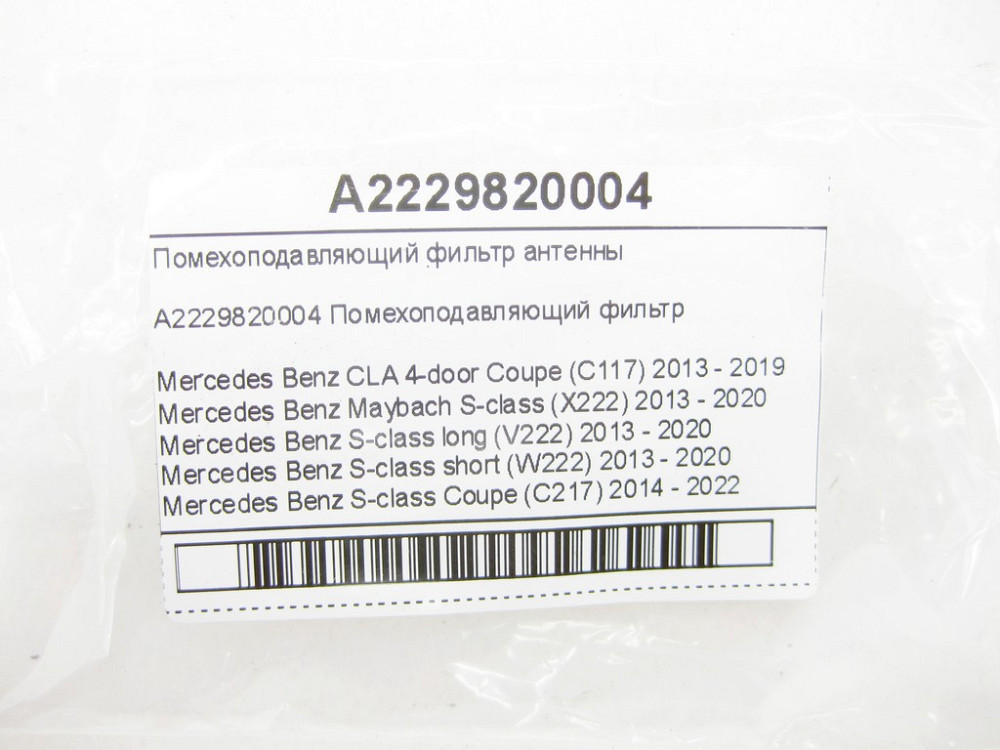 A2229820004
Помехоподавляющий фильтр антенны
A2229820004 Помехоподавляющий фильтр
Mercedes Benz CLA 4-door Coupe (C117) 2013 - 2019
Mercedes Benz Maybach S-class (X222) 2013 - 2020
Mercedes Benz S-class long (V222) 2013 - 2020
Mercedes Benz S-class short (W222) 2013 - 2020
Mercedes Benz S-class Coupe (C217) 2014 - 2022